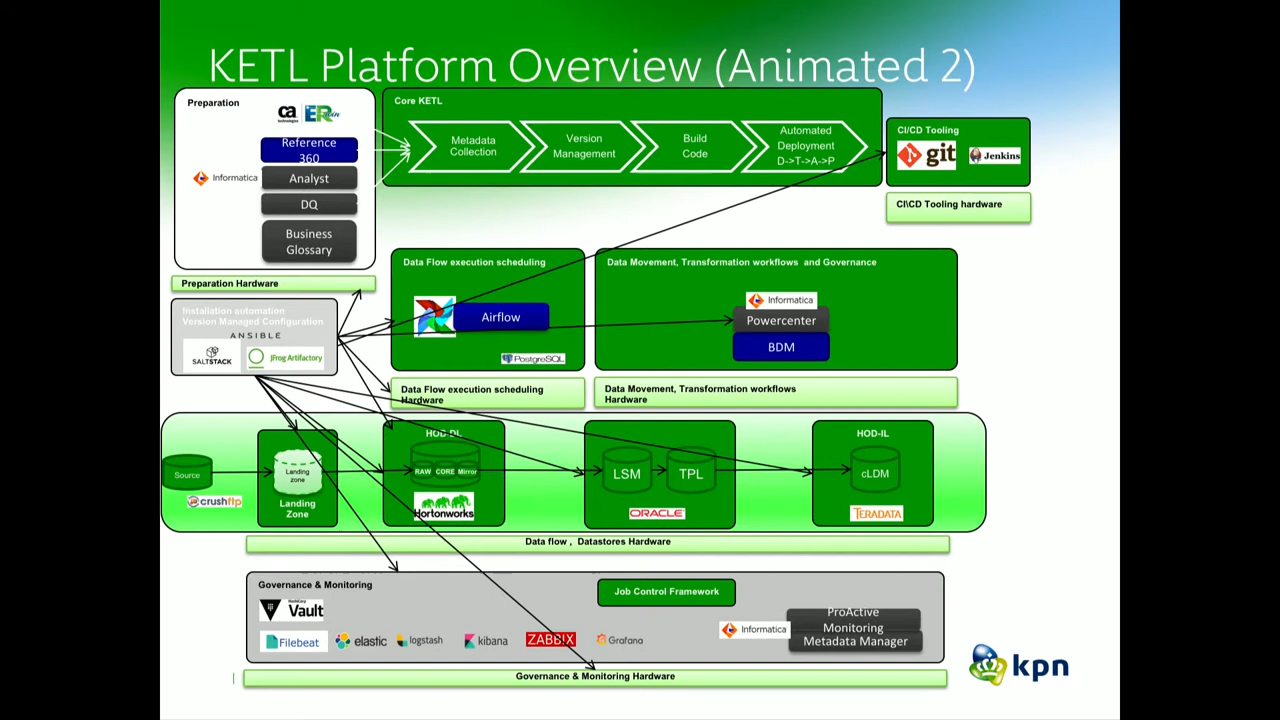 KETL Platform Overview (Animated 2)
Preparation
ca
technologies
ERwin
Reference
360
Informatica
Analyst
DQ
Business
Glossary
Preparation Hardware
Core KETL
Metadata
Collection
Version
Management
Build
Code
Automated
Deployment
D->T->A->P
CI/CD Tooling
git
Jenkins
CI\CD Tooling hardware
Installation automation
Version Managed Configuration
ANSIBLE
SALTSTACK
JFrog Artifactory
Data Flow execution scheduling
Airflow
PostgreSQL
Data Flow execution scheduling
Hardware
Data Movement, Transformation workflows and Governance
Informatica
Powercenter
BDM
Data Movement, Transformation workflows
Hardware
Source
crushftp
Landing
zone
Landing
Zone
HOD-DL
RAW CORE Mirror
Hortonworks
LSM
TPL
ORACLE
HOD-IL
cLDM
TERADATA
Data flow , Datastores Hardware
Governance & Monitoring
HashiCorp
Vault
Filebeat
elastic
logstash
kibana
ZABBIX
Grafana
Job Control Framework
Informatica
ProActive
Monitoring
Metadata Manager
Governance & Monitoring Hardware
kpn